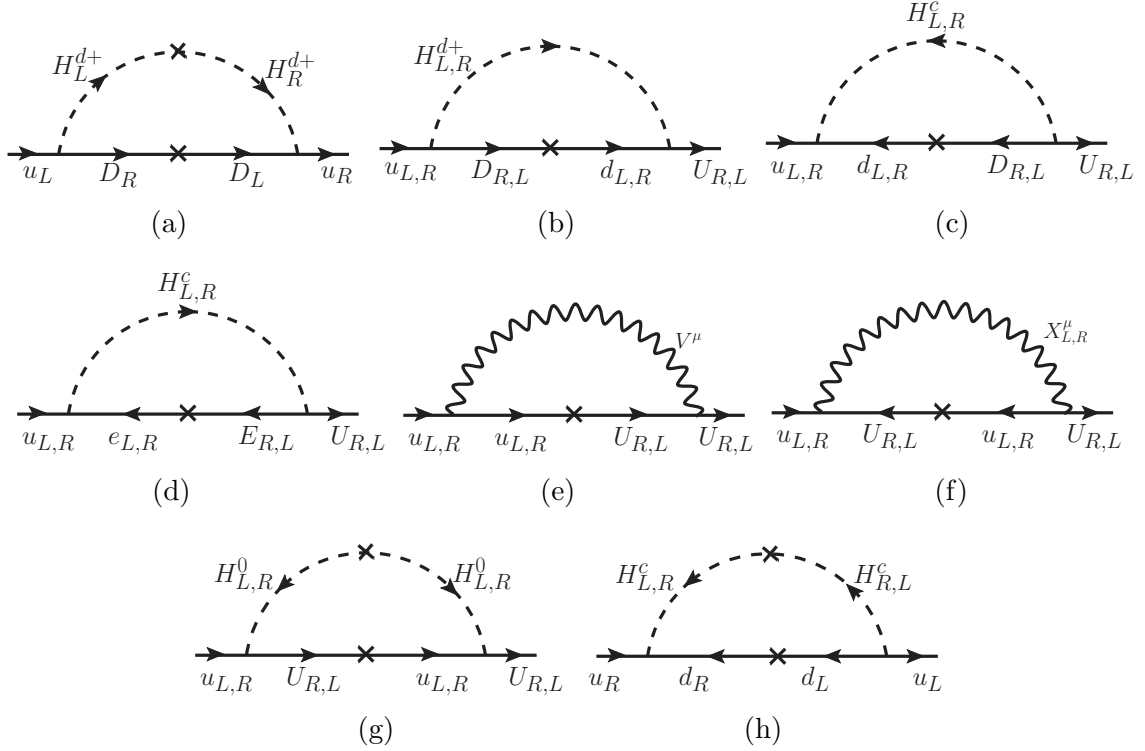 H_L^{d+} H_R^{d+} H_{L,R}^{d+} H_{L,R}^c
u_L D_R D_L u_R u_{L,R} D_{R,L} d_{L,R} U_{R,L} u_{L,R} d_{L,R} D_{R,L} U_{R,L}
(a) (b) (c)
H_{L,R}^c V^μ X_{L,R}^μ
u_{L,R} e_{L,R} E_{R,L} U_{R,L} u_{L,R} u_{L,R} U_{R,L} U_{R,L} u_{L,R} U_{R,L} u_{L,R} U_{R,L}
(d) (e) (f)
H_{L,R}^0 H_{L,R}^0 H_{L,R}^c H_{R,L}^c
u_{L,R} U_{R,L} u_{L,R} U_{R,L} u_R d_R d_L u_L
(g) (h)